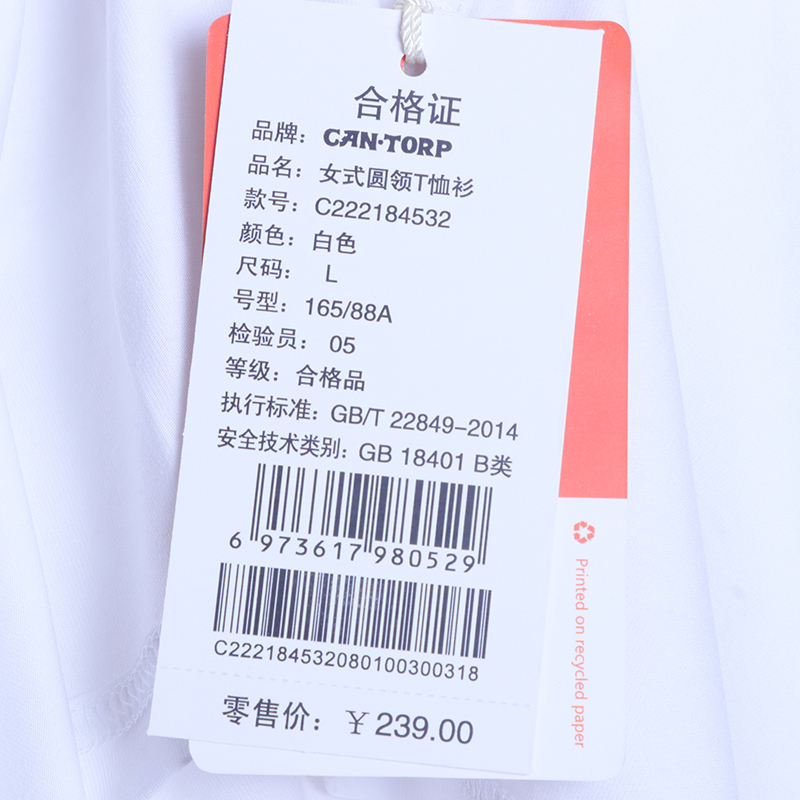 合格证
品牌：CAN·TORP
品名：女式圆领T恤衫
款号：C222184532
颜色：白色
尺码： L
号型：165/88A
检验员：05
等级：合格品
执行标准：GB/T 22849-2014
安全技术类别：GB 18401 B类
6 973617 980529
C222184532080100300318
零售价：￥239.00
Printed on recycled paper